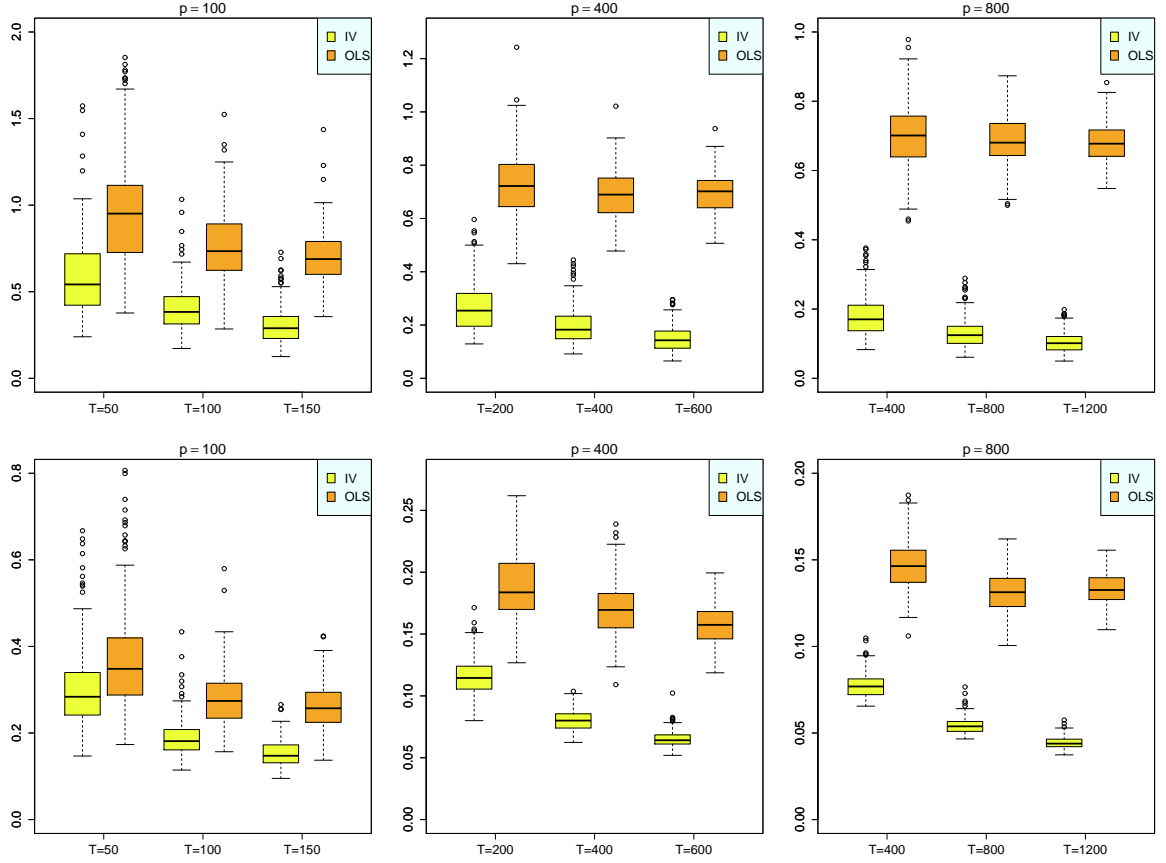 p = 100
IV
OLS
2.0
1.5
1.0
0.5
0.0
T=50
T=100
T=150
p = 400
IV
OLS
1.2
1.0
0.8
0.6
0.4
0.2
0.0
T=200
T=400
T=600
p = 800
IV
OLS
1.0
0.8
0.6
0.4
0.2
0.0
T=400
T=800
T=1200
p = 100
IV
OLS
0.8
0.6
0.4
0.2
0.0
T=50
T=100
T=150
p = 400
IV
OLS
0.25
0.20
0.15
0.10
0.05
0.00
T=200
T=400
T=600
p = 800
IV
OLS
0.20
0.15
0.10
0.05
0.00
T=400
T=800
T=1200